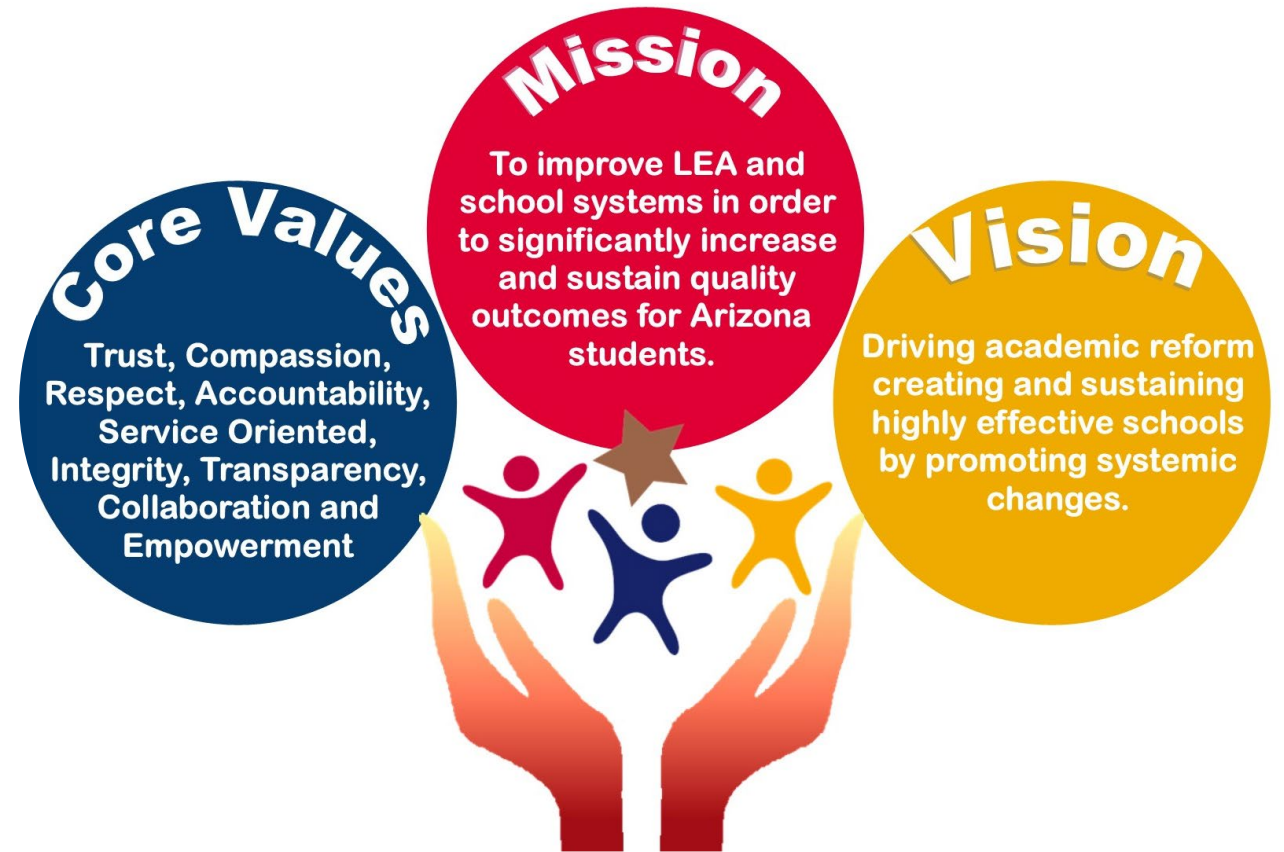 Core Values
Trust, Compassion,
Respect, Accountability,
Service Oriented,
Integrity, Transparency,
Collaboration and
Empowerment
Mission
To improve LEA and
school systems in order
to significantly increase
and sustain quality
outcomes for Arizona
students.
Vision
Driving academic reform
creating and sustaining
highly effective schools
by promoting systemic
changes.